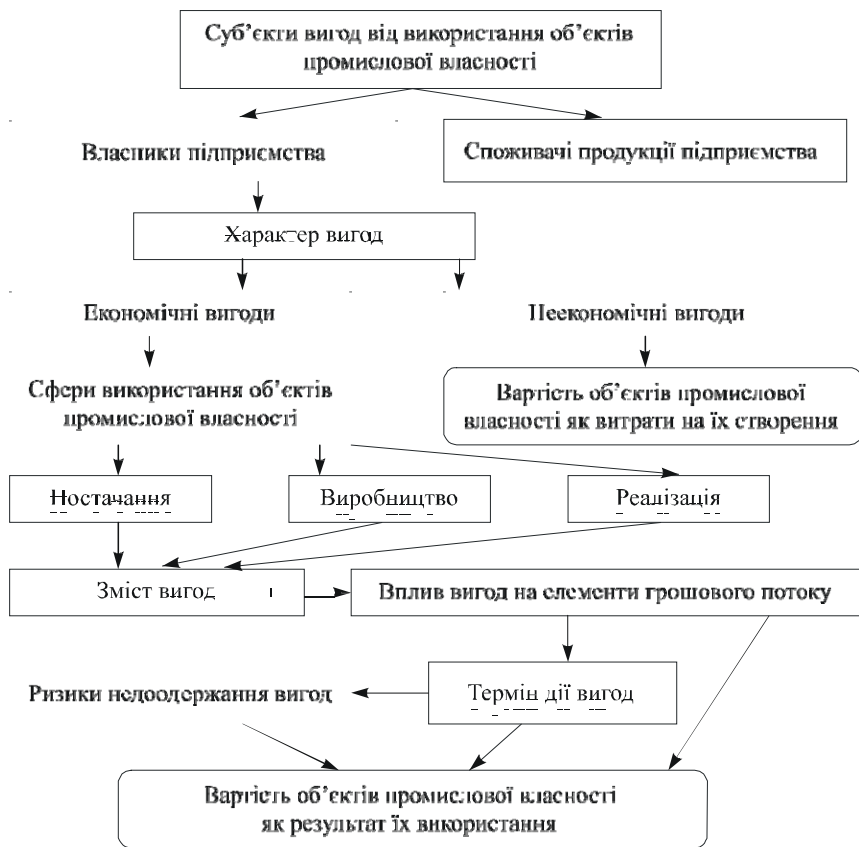 Суб’єкти вигод від використання об’єктів
промислової власності
Власники підприємства
Споживачі продукції підприємства
Характер вигод
Економічні вигоди
Неекономічні вигоди
Сфери використання об’єктів
промислової власності
Вартість об’єктів промислової
власності як витрати на їх створення
Постачання
Виробництво
Реалізація
Зміст вигод
Вплив вигод на елементи грошового потоку
Ризики недоодержання вигод
Термін дії вигод
Вартість об’єктів промислової власності
як результат їх використання